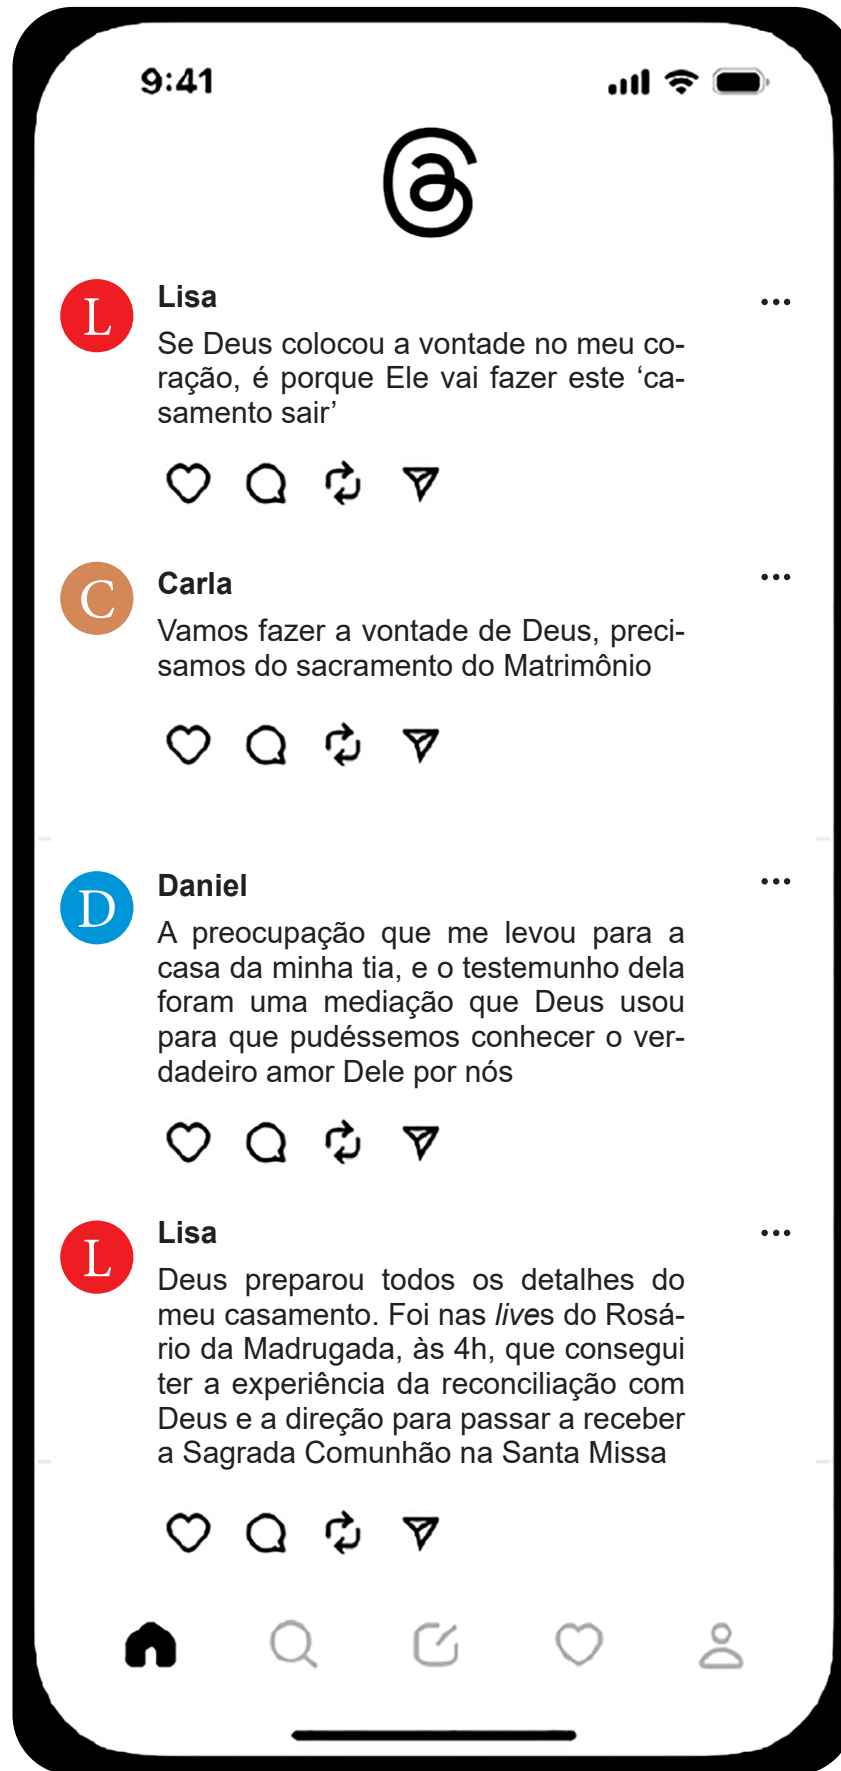 9:41
L
Lisa
Se Deus colocou a vontade no meu co-
ração, é porque Ele vai fazer este ‘ca-
samento sair’
C
Carla
Vamos fazer a vontade de Deus, preci-
samos do sacramento do Matrimônio
D
Daniel
A preocupação que me levou para a
casa da minha tia, e o testemunho dela
foram uma mediação que Deus usou
para que pudéssemos conhecer o ver-
dadeiro amor Dele por nós
L
Lisa
Deus preparou todos os detalhes do
meu casamento. Foi nas lives do Rosá-
rio da Madrugada, às 4h, que consegui
ter a experiência da reconciliação com
Deus e a direção para passar a receber
a Sagrada Comunhão na Santa Missa